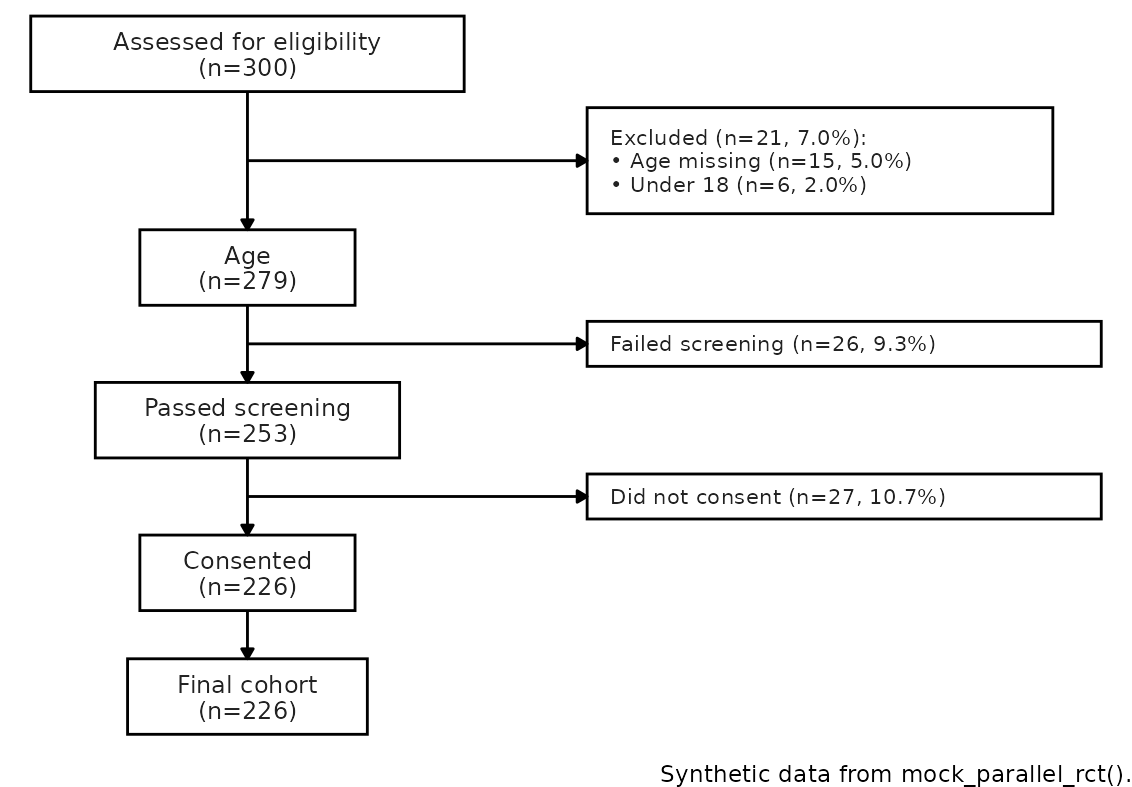 Assessed for eligibility
(n=300)
Excluded (n=21, 7.0%):
• Age missing (n=15, 5.0%)
• Under 18 (n=6, 2.0%)
Age
(n=279)
Failed screening (n=26, 9.3%)
Passed screening
(n=253)
Did not consent (n=27, 10.7%)
Consented
(n=226)
Final cohort
(n=226)
Synthetic data from mock_parallel_rct().